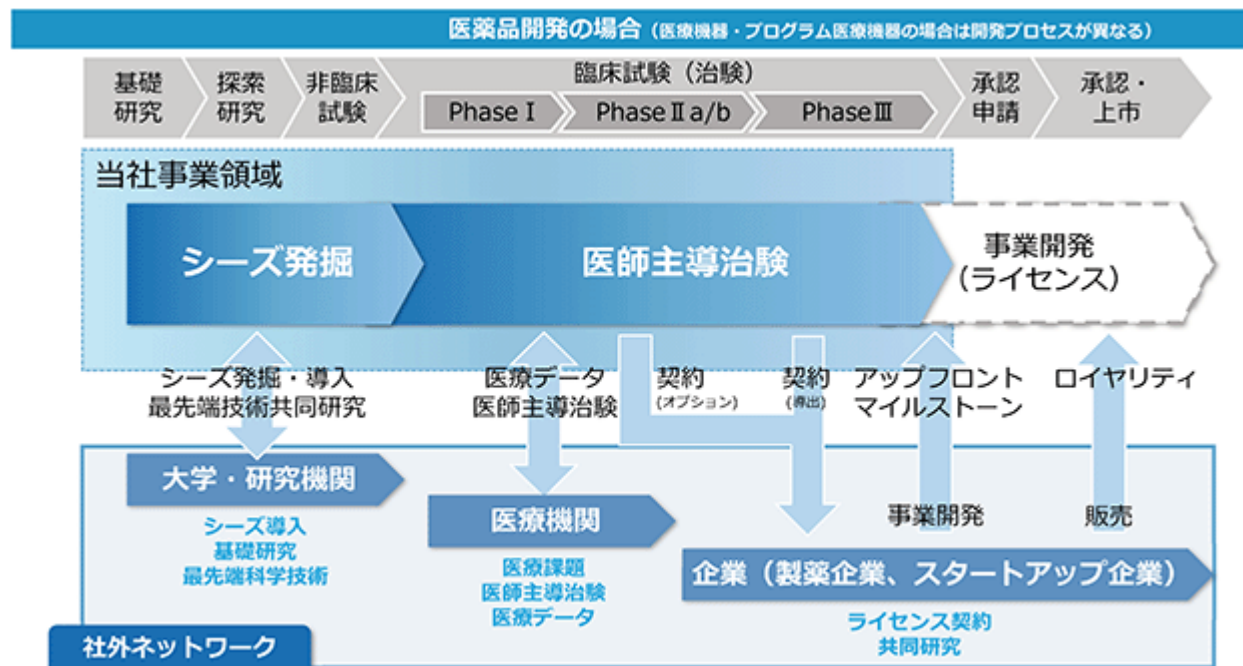 医薬品開発の場合（医療機器・プログラム医療機器の場合は開発プロセスが異なる）
基礎
研究
探索
研究
非臨床
試験
臨床試験（治験）
Phase Ⅰ
Phase Ⅱ a/b
Phase Ⅲ
承認
申請
承認・
上市
当社事業領域
シーズ発掘
医師主導治験
事業開発
（ライセンス）
シーズ発掘・導入
最先端技術共同研究
医療データ
医師主導治験
契約
(オプション)
契約
(導出)
アップフロント
マイルストーン
ロイヤリティ
大学・研究機関
シーズ導入
基礎研究
最先端科学技術
医療機関
医療課題
医師主導治験
医療データ
事業開発
販売
企業（製薬企業、スタートアップ企業）
ライセンス契約
共同研究
社外ネットワーク